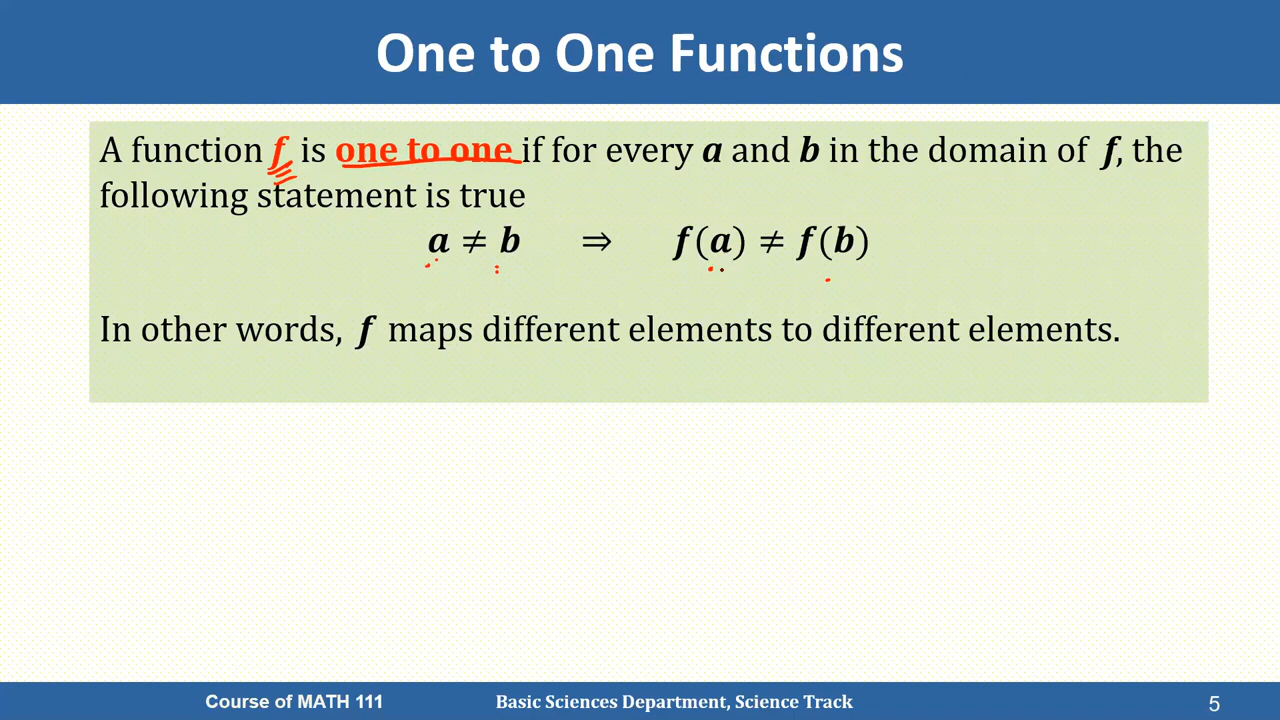 One to One Functions
A function f is one to one if for every a and b in the domain of f, the
following statement is true
a ≠ b ⇒ f(a) ≠ f(b)
In other words, f maps different elements to different elements.
Course of MATH 111 Basic Sciences Department, Science Track 5